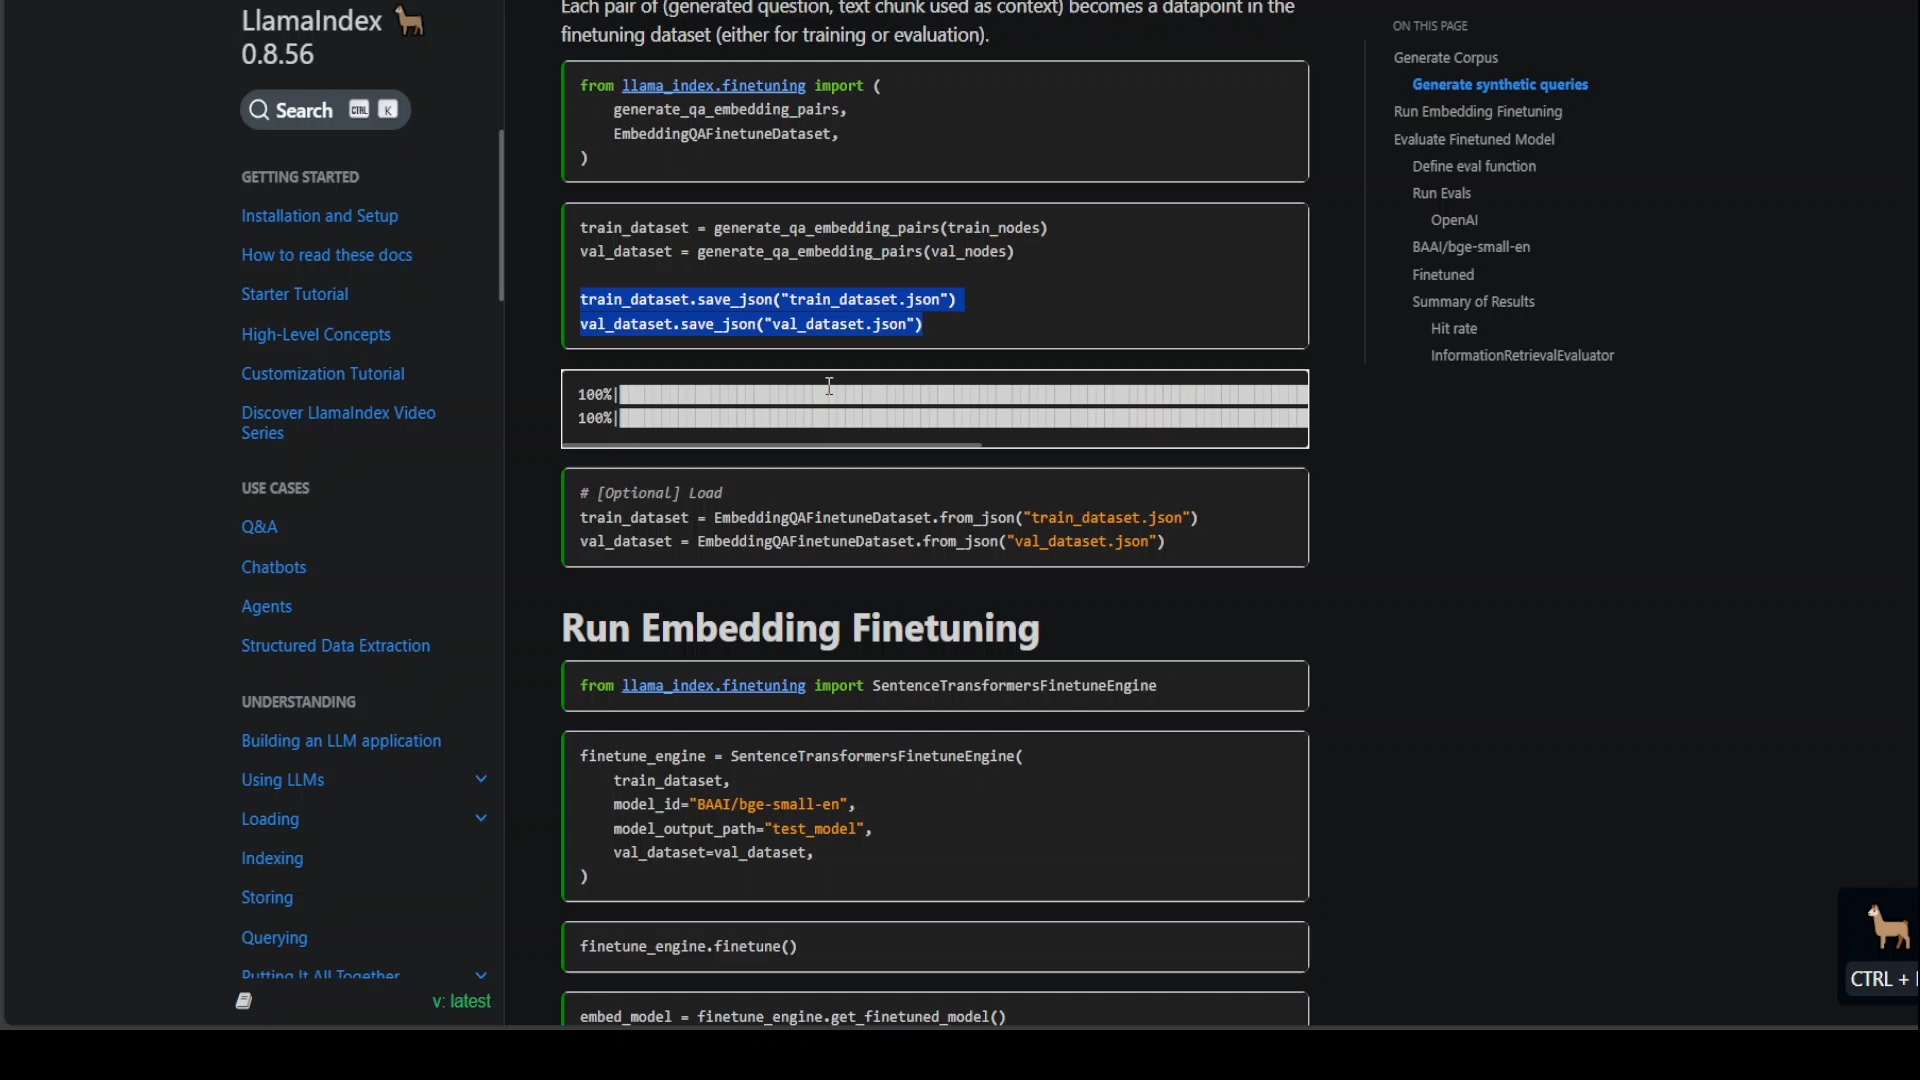 LlamaIndex
0.8.56
Search CTRL K
GETTING STARTED
Installation and Setup
How to read these docs
Starter Tutorial
High-Level Concepts
Customization Tutorial
Discover LlamaIndex Video
Series
USE CASES
Q&A
Chatbots
Agents
Structured Data Extraction
UNDERSTANDING
Building an LLM application
Using LLMs
Loading
Indexing
Storing
Querying
Putting It All Together
v: latest
Each pair of (generated question, text chunk used as context) becomes a datapoint in the
finetuning dataset (either for training or evaluation).
from llama_index.finetuning import (
    generate_qa_embedding_pairs,
    EmbeddingQAFinetuneDataset,
)
train_dataset = generate_qa_embedding_pairs(train_nodes)
val_dataset = generate_qa_embedding_pairs(val_nodes)
train_dataset.save_json("train_dataset.json")
val_dataset.save_json("val_dataset.json")
100%|
100%|
# [Optional] Load
train_dataset = EmbeddingQAFinetuneDataset.from_json("train_dataset.json")
val_dataset = EmbeddingQAFinetuneDataset.from_json("val_dataset.json")
Run Embedding Finetuning
from llama_index.finetuning import SentenceTransformersFinetuneEngine
finetune_engine = SentenceTransformersFinetuneEngine(
    train_dataset,
    model_id="BAAI/bge-small-en",
    model_output_path="test_model",
    val_dataset=val_dataset,
)
finetune_engine.finetune()
embed_model = finetune_engine.get_finetuned_model()
ON THIS PAGE
Generate Corpus
Generate synthetic queries
Run Embedding Finetuning
Evaluate Finetuned Model
Define eval function
Run Evals
OpenAI
BAAI/bge-small-en
Finetuned
Summary of Results
Hit rate
InformationRetrievalEvaluator
CTRL +